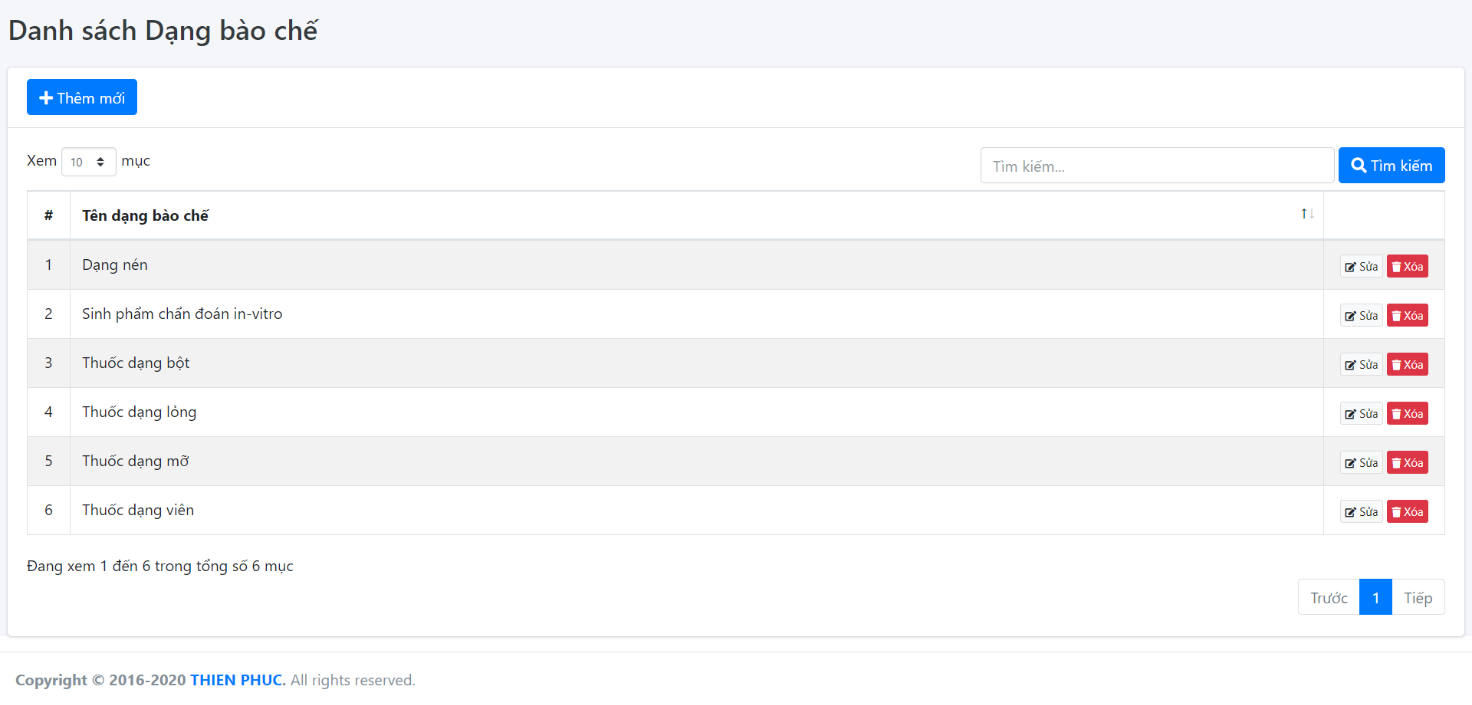 Danh sách Dạng bào chế
Thêm mới
Xem 10 mục
Tìm kiếm... Tìm kiếm
# Tên dạng bào chế
1 Dạng nén Sửa Xóa
2 Sinh phẩm chẩn đoán in-vitro Sửa Xóa
3 Thuốc dạng bột Sửa Xóa
4 Thuốc dạng lỏng Sửa Xóa
5 Thuốc dạng mỡ Sửa Xóa
6 Thuốc dạng viên Sửa Xóa
Đang xem 1 đến 6 trong tổng số 6 mục
Trước 1 Tiếp
Copyright © 2016-2020 THIEN PHUC. All rights reserved.